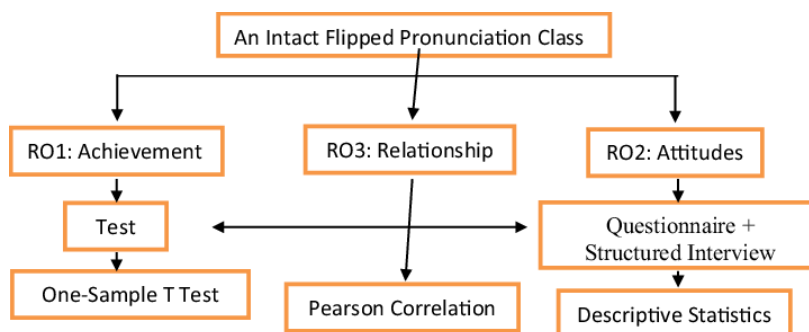 An Intact Flipped Pronunciation Class
RO1: Achievement
RO3: Relationship
RO2: Attitudes
Test
Questionnaire +
Structured Interview
One-Sample T Test
Pearson Correlation
Descriptive Statistics